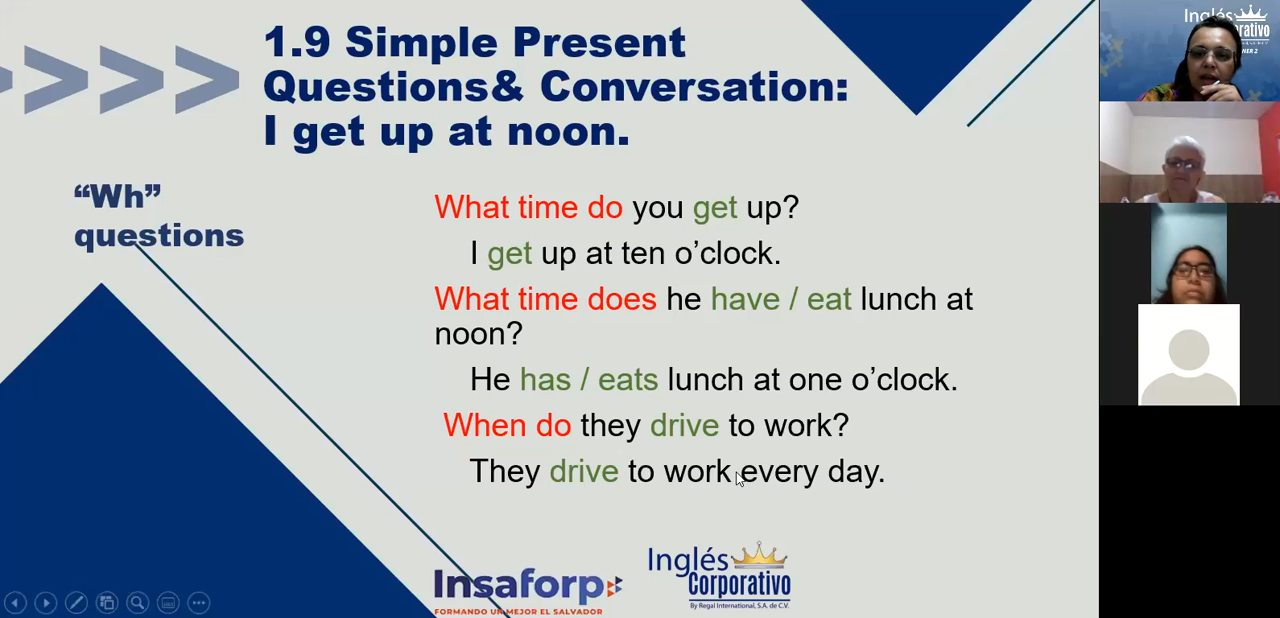 1.9 Simple Present
Questions& Conversation:
I get up at noon.
“Wh”
questions
What time do you get up?
I get up at ten o’clock.
What time does he have / eat lunch at
noon?
He has / eats lunch at one o’clock.
When do they drive to work?
They drive to work every day.
Insaforp
FORMANDO UN MEJOR EL SALVADOR
Inglés
Corporativo
By Regal International, S.A. de C.V.
Inglés